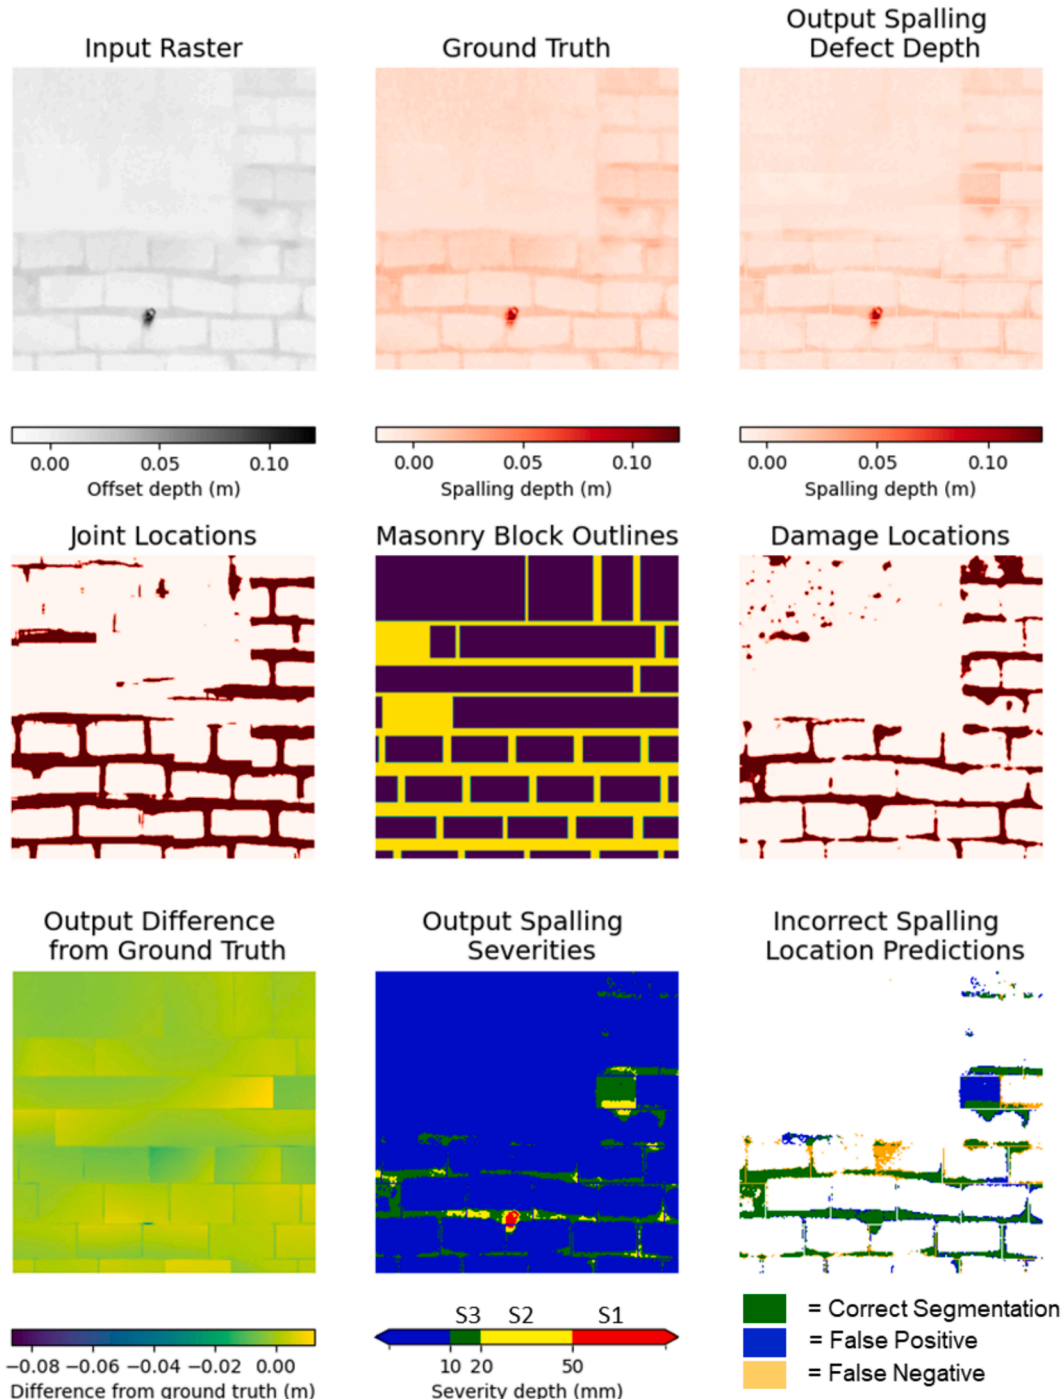 Input Raster
Ground Truth
Output Spalling
Defect Depth
0.00 0.05 0.10
Offset depth (m)
0.00 0.05 0.10
Spalling depth (m)
0.00 0.05 0.10
Spalling depth (m)
Joint Locations
Masonry Block Outlines
Damage Locations
Output Difference
from Ground Truth
Output Spalling
Severities
Incorrect Spalling
Location Predictions
−0.08 −0.06 −0.04 −0.02 0.00
Difference from ground truth (m)
S3 S2 S1
10 20 50
Severity depth (mm)
= Correct Segmentation
= False Positive
= False Negative